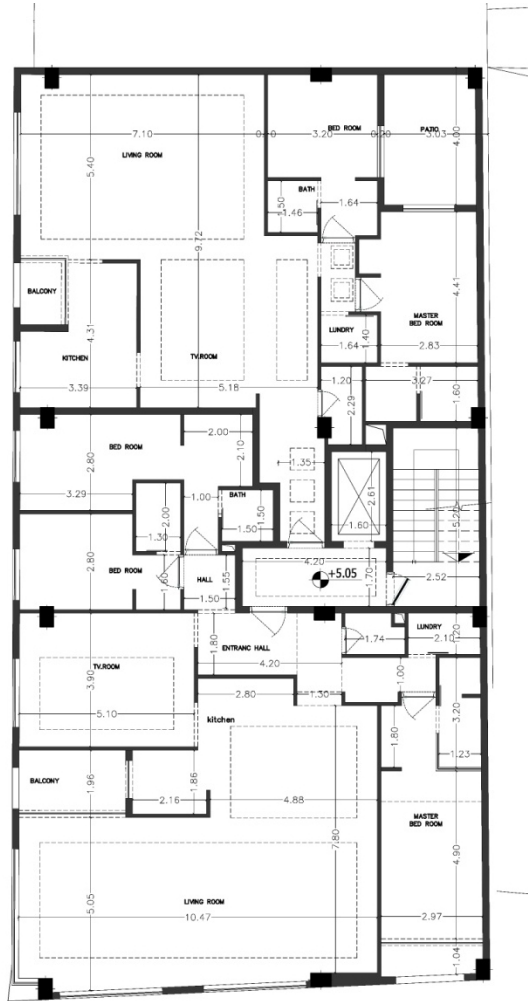 BED ROOM
PATIO
7.10
0.20
3.20
0.20
3.03
4.00
LIVING ROOM
5.40
BATH
1.50
1.46
1.64
9.72
4.41
BALCONY
LUNDRY
MASTER
BED ROOM
4.31
1.40
KITCHEN
TV.ROOM
1.64
2.83
3.39
5.18
1.20
3.27
1.60
2.29
2.00
BED ROOM
2.80
2.10
1.35
3.29
1.00
BATH
2.61
2.00
1.50
1.30
1.50
1.60
2.80
4.20
BED ROOM
HALL
1.55
+5.05
1.70
2.52
1.60
1.50
1.80
ENTRANC HALL
1.74
LUNDRY
2.10
1.20
TV.ROOM
4.20
1.00
3.90
2.80
1.30
5.10
kitchen
1.80
3.20
1.23
BALCONY
1.96
1.86
2.16
4.88
MASTER
BED ROOM
7.80
4.90
5.05
LIVING ROOM
10.47
2.97
1.04